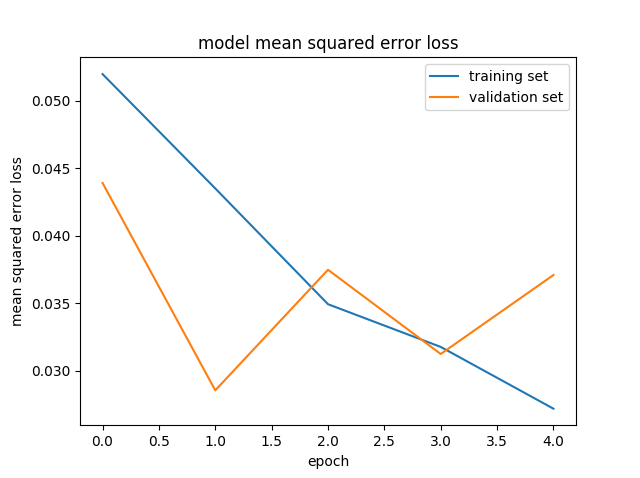 model mean squared error loss
training set
validation set
0.050
0.045
0.040
0.035
0.030
mean squared error loss
0.0 0.5 1.0 1.5 2.0 2.5 3.0 3.5 4.0
epoch